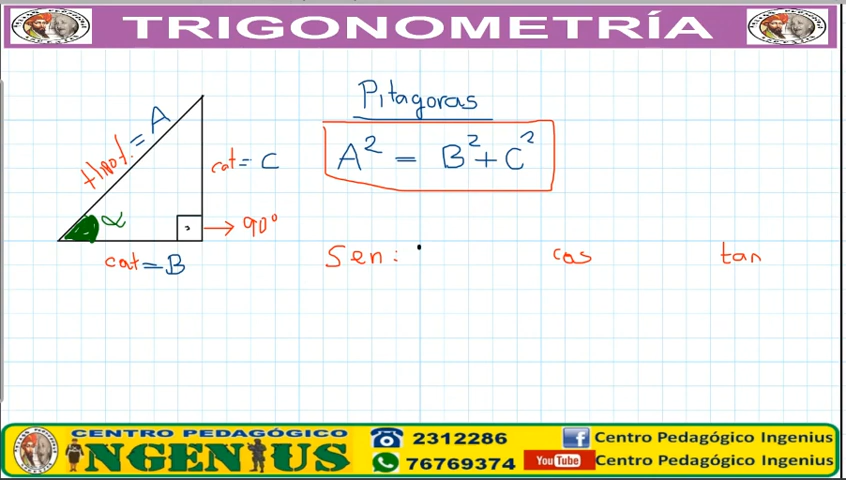 TRIGONOMETRÍA
Pitagoras
A² = B² + C²
Hipot. = A
cat = C
α
90°
cat = B
Sen: cos tan
CENTRO PEDAGÓGICO
INGENIUS
2312286
76769374
f Centro Pedagógico Ingenius
YouTube Centro Pedagógico Ingenius